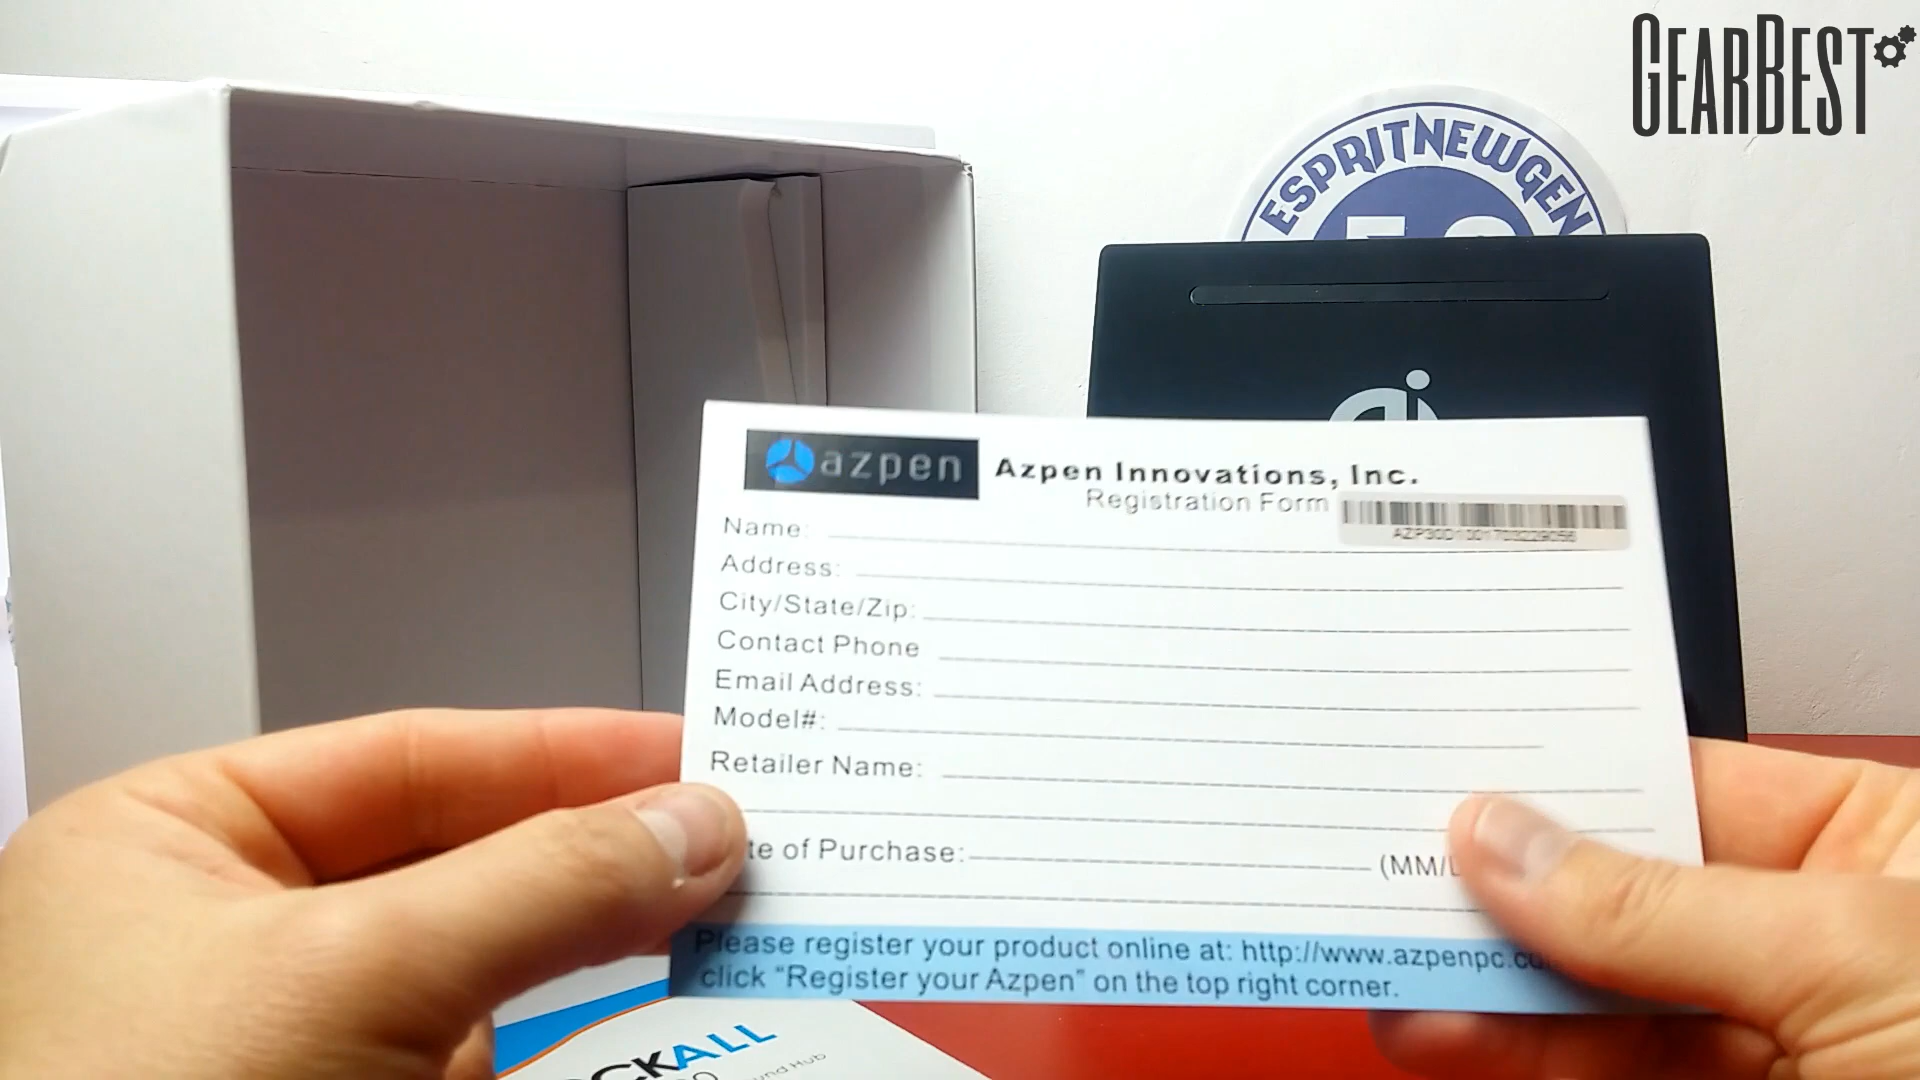 GEARBEST
ESPRITNEWGEN
azpen
Azpen Innovations, Inc.
Registration Form
Name:
Address:
City/State/Zip:
Contact Phone
Email Address:
Model#:
Retailer Name:
te of Purchase: (MM/
Please register your product online at: http://www.azpenpc.co
click “Register your Azpen” on the top right corner.
CKALL
und Hub